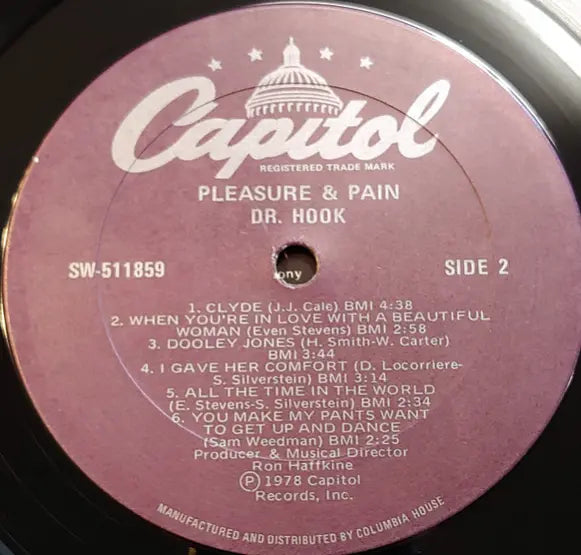 Capitol
REGISTERED TRADE MARK
PLEASURE & PAIN
DR. HOOK
SW-511859
SIDE 2
ony
1. CLYDE (J.J. Cale) BMI 4:38
2. WHEN YOU'RE IN LOVE WITH A BEAUTIFUL
WOMAN (Even Stevens) BMI 2:58
3. DOOLEY JONES (H. Smith-W. Carter)
BMI 3:44
4. I GAVE HER COMFORT (D. Locorriere-
S. Silverstein) BMI 3:14
5. ALL THE TIME IN THE WORLD
(E. Stevens-S. Silverstein) BMI 2:34
6. YOU MAKE MY PANTS WANT
TO GET UP AND DANCE
(Sam Weedman) BMI 2:25
Producer & Musical Director
Ron Haffkine
Ⓟ 1978 Capitol
Records, Inc.
MANUFACTURED AND DISTRIBUTED BY COLUMBIA HOUSE